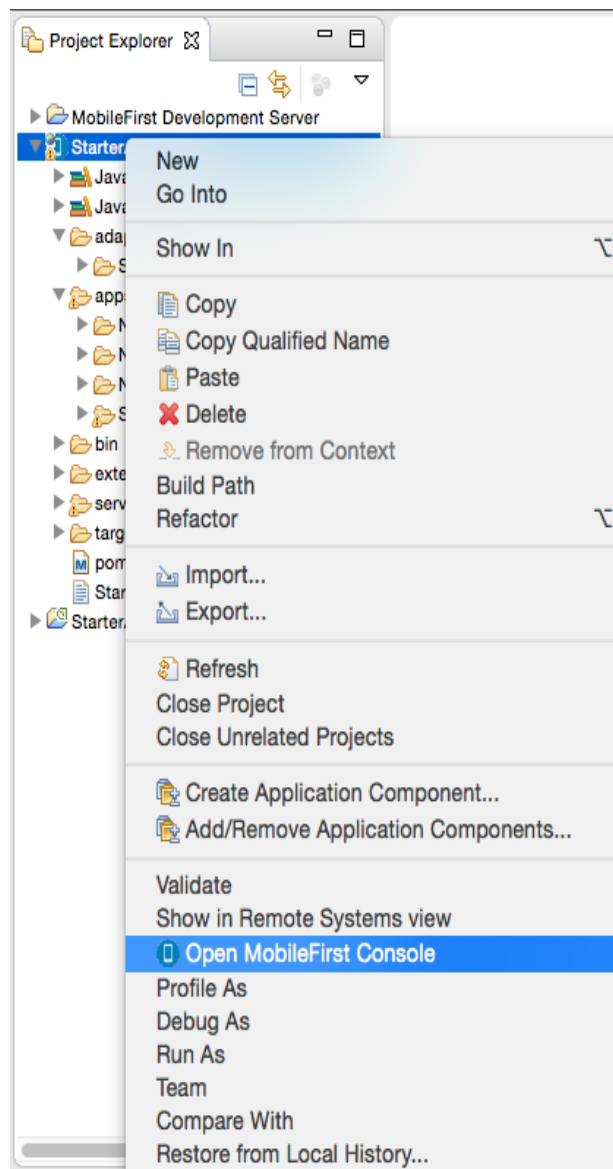 Project Explorer
MobileFirst Development Server
Starter
Java
Java
adap
S
apps
N
N
N
S
bin
exte
serv
targ
pom
Star
Starter
New
Go Into
Show In
Copy
Copy Qualified Name
Paste
Delete
Remove from Context
Build Path
Refactor
Import...
Export...
Refresh
Close Project
Close Unrelated Projects
Create Application Component...
Add/Remove Application Components...
Validate
Show in Remote Systems view
Open MobileFirst Console
Profile As
Debug As
Run As
Team
Compare With
Restore from Local History...